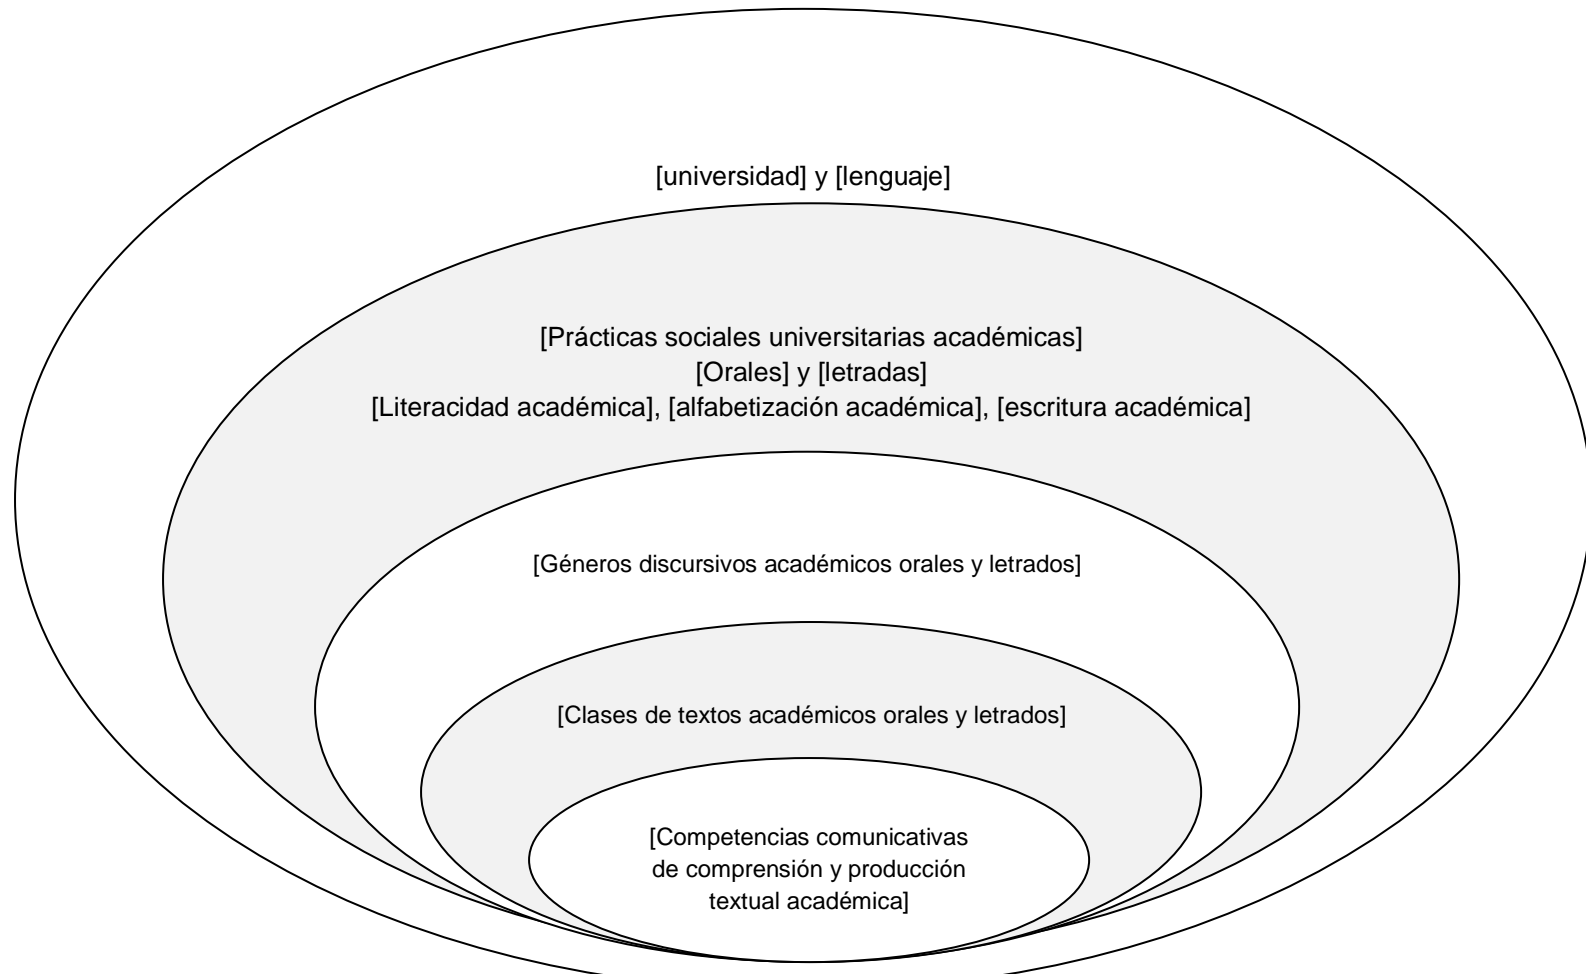 [universidad] y [lenguaje]
[Prácticas sociales universitarias académicas]
[Orales] y [letradas]
[Literacidad académica], [alfabetización académica], [escritura académica]
[Géneros discursivos académicos orales y letrados]
[Clases de textos académicos orales y letrados]
[Competencias comunicativas
de comprensión y producción
textual académica]